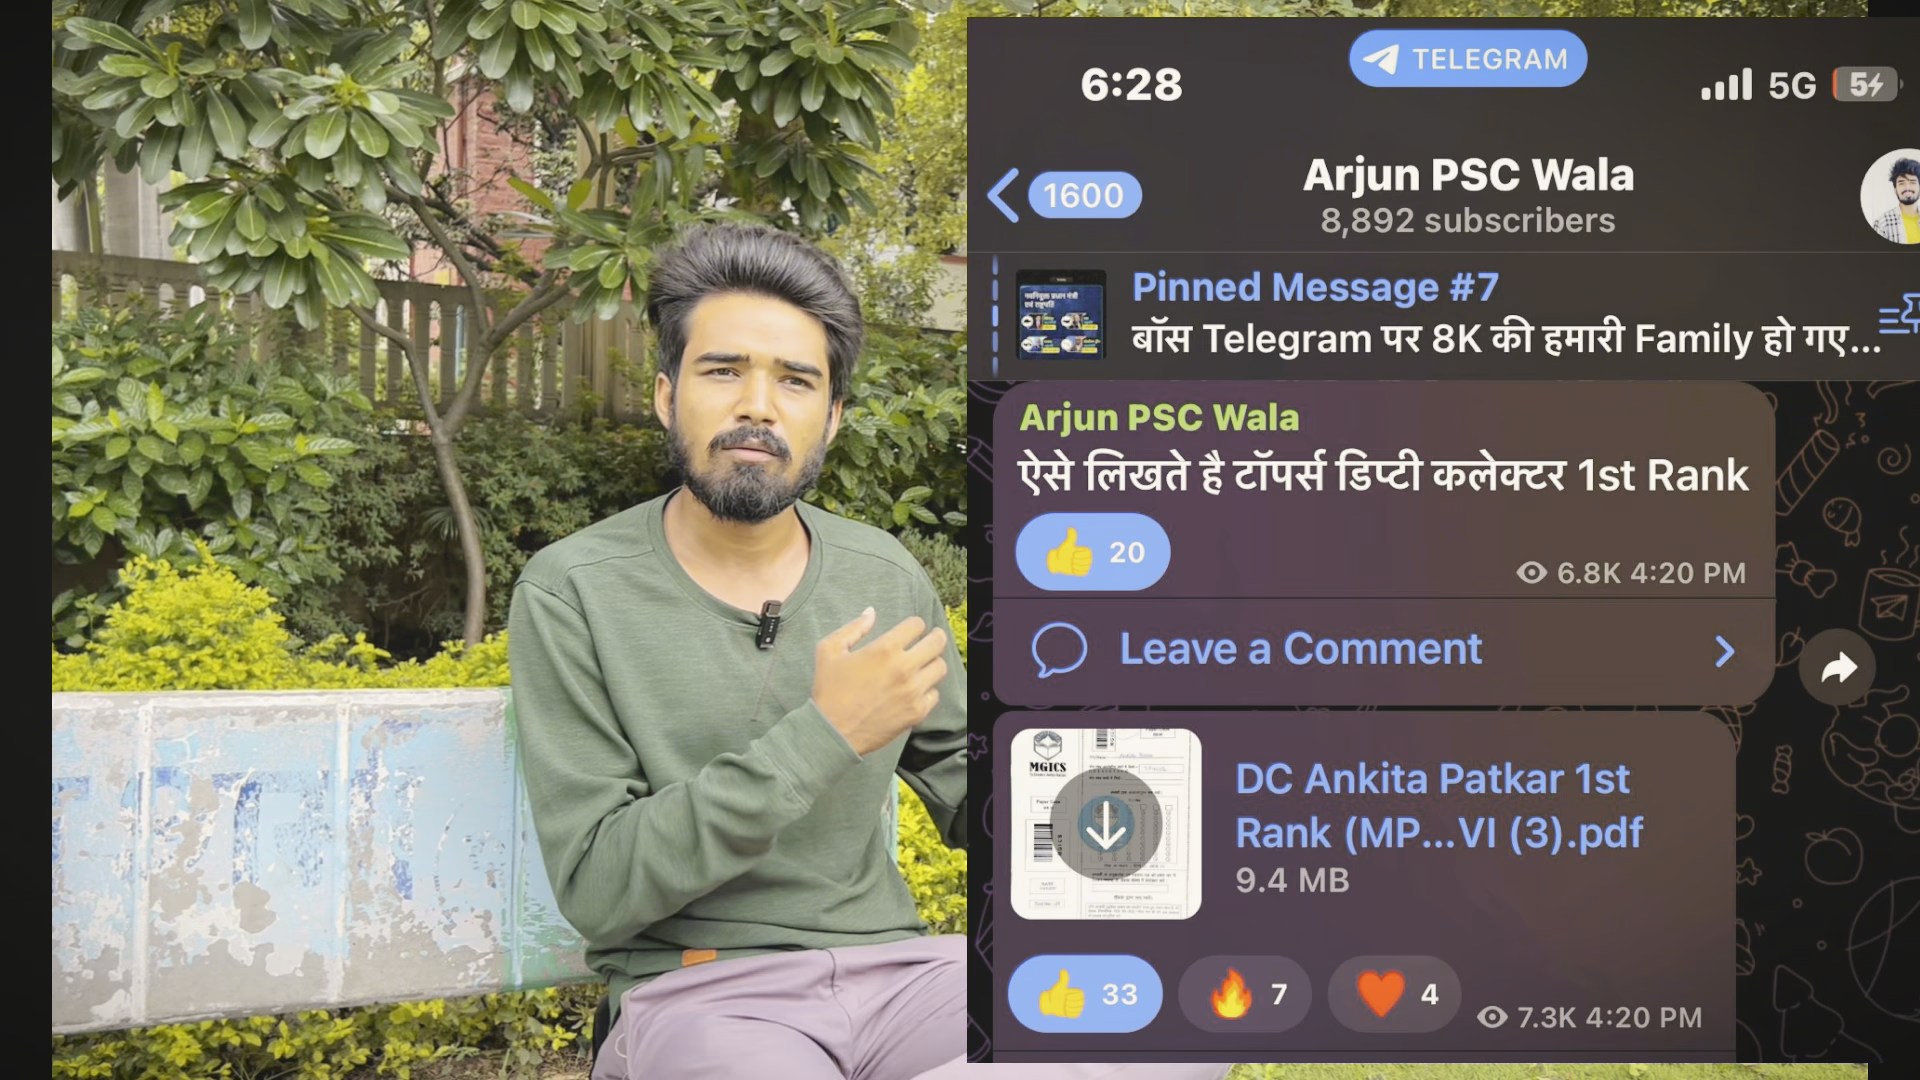 6:28
TELEGRAM
5G
5
1600
Arjun PSC Wala
8,892 subscribers
Pinned Message #7
बॉस Telegram पर 8K की हमारी Family हो गए...
Arjun PSC Wala
ऐसे लिखते है टॉपर्स डिप्टी कलेक्टर 1st Rank
20
6.8K 4:20 PM
Leave a Comment
MGICS
DC Ankita Patkar 1st
Rank (MP...VI (3).pdf
9.4 MB
33
7
4
7.3K 4:20 PM